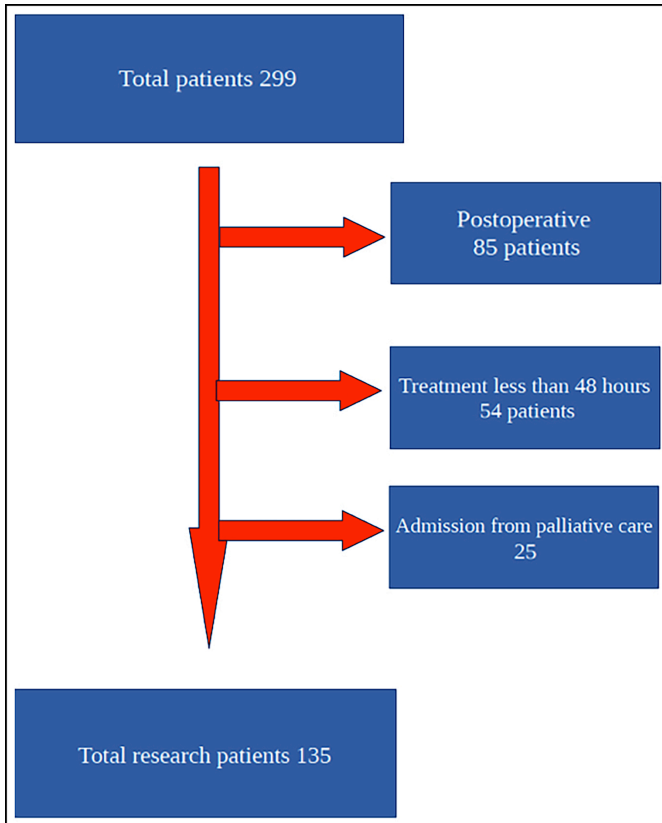 Total patients 299
Postoperative
85 patients
Treatment less than 48 hours
54 patients
Admission from palliative care
25
Total research patients 135